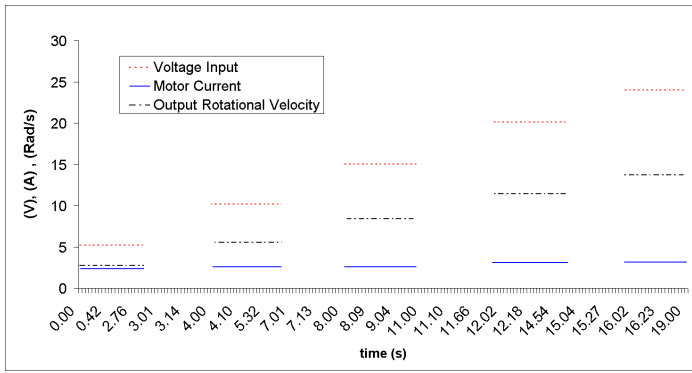 30
25
20
15
10
5
0
(V), (A) , (Rad/s)
Voltage Input
Motor Current
Output Rotational Velocity
0.00 0.42 2.76 3.01 3.14 4.00 4.10 5.32 7.01 7.13 8.00 8.09 9.04 11.00 11.10 11.66 12.02 12.18 14.54 15.04 15.27 16.02 16.23 19.00
time (s)